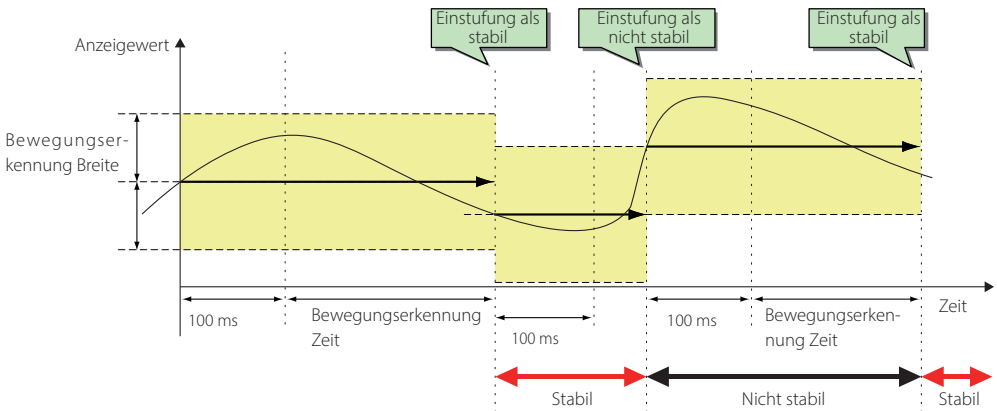 Einstufung als
stabil
Einstufung als
nicht stabil
Einstufung als
stabil
Anzeigewert
Bewegungser-
kennung Breite
100 ms
Bewegungserkennung
Zeit
100 ms
100 ms
Bewegungserken-
nung Zeit
Zeit
Stabil
Nicht stabil
Stabil